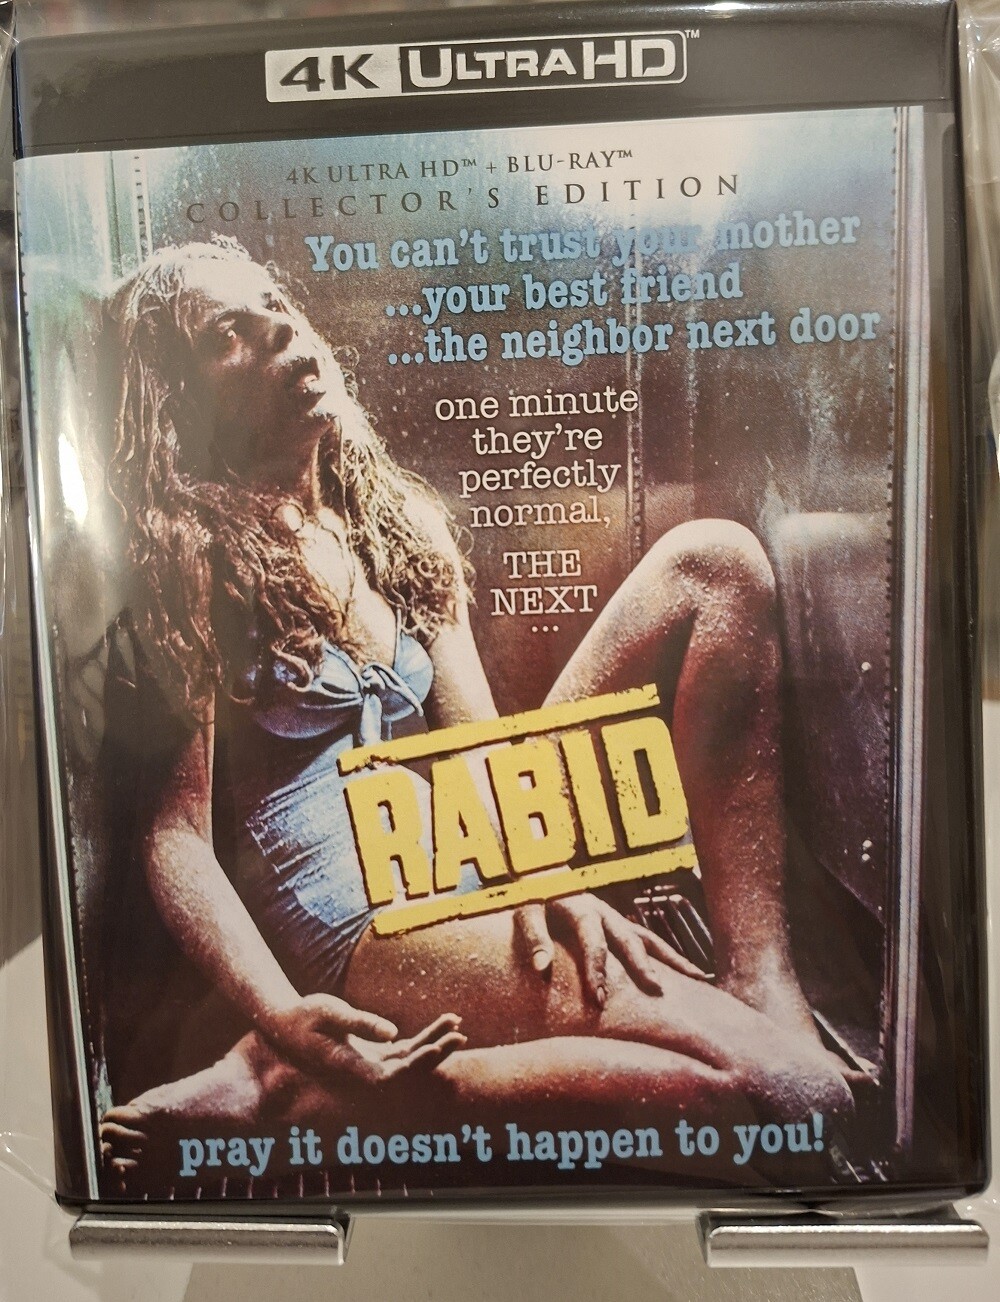 4K ULTRA HD™
4K ULTRA HD™ + BLU-RAY™
COLLECTOR'S EDITION
You can't trust your mother
...your best friend
...the neighbor next door
one minute
they're
perfectly
normal,
THE
NEXT
...
RABID
pray it doesn't happen to you!